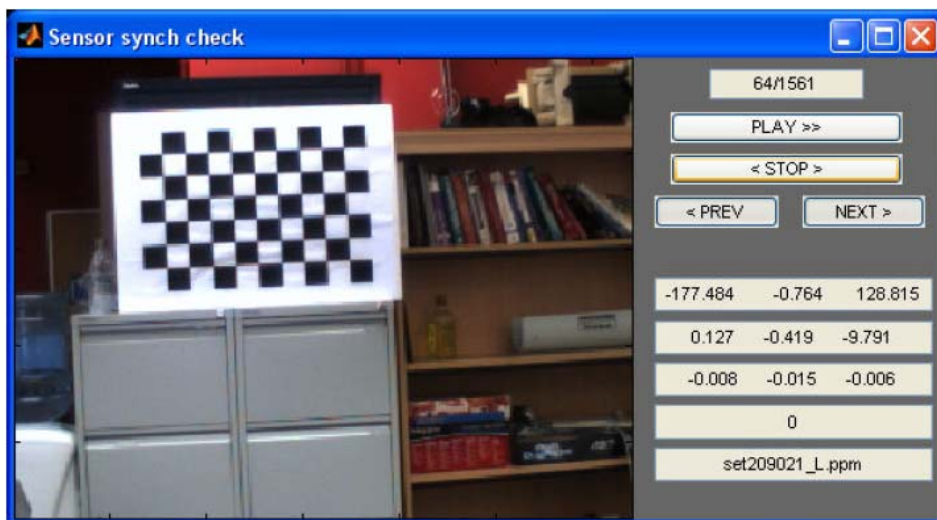 Sensor synch check
64/1561
PLAY >>
< STOP >
< PREV NEXT >
-177.484 -0.764 128.815
0.127 -0.419 -9.791
-0.008 -0.015 -0.006
0
set209021_L.ppm